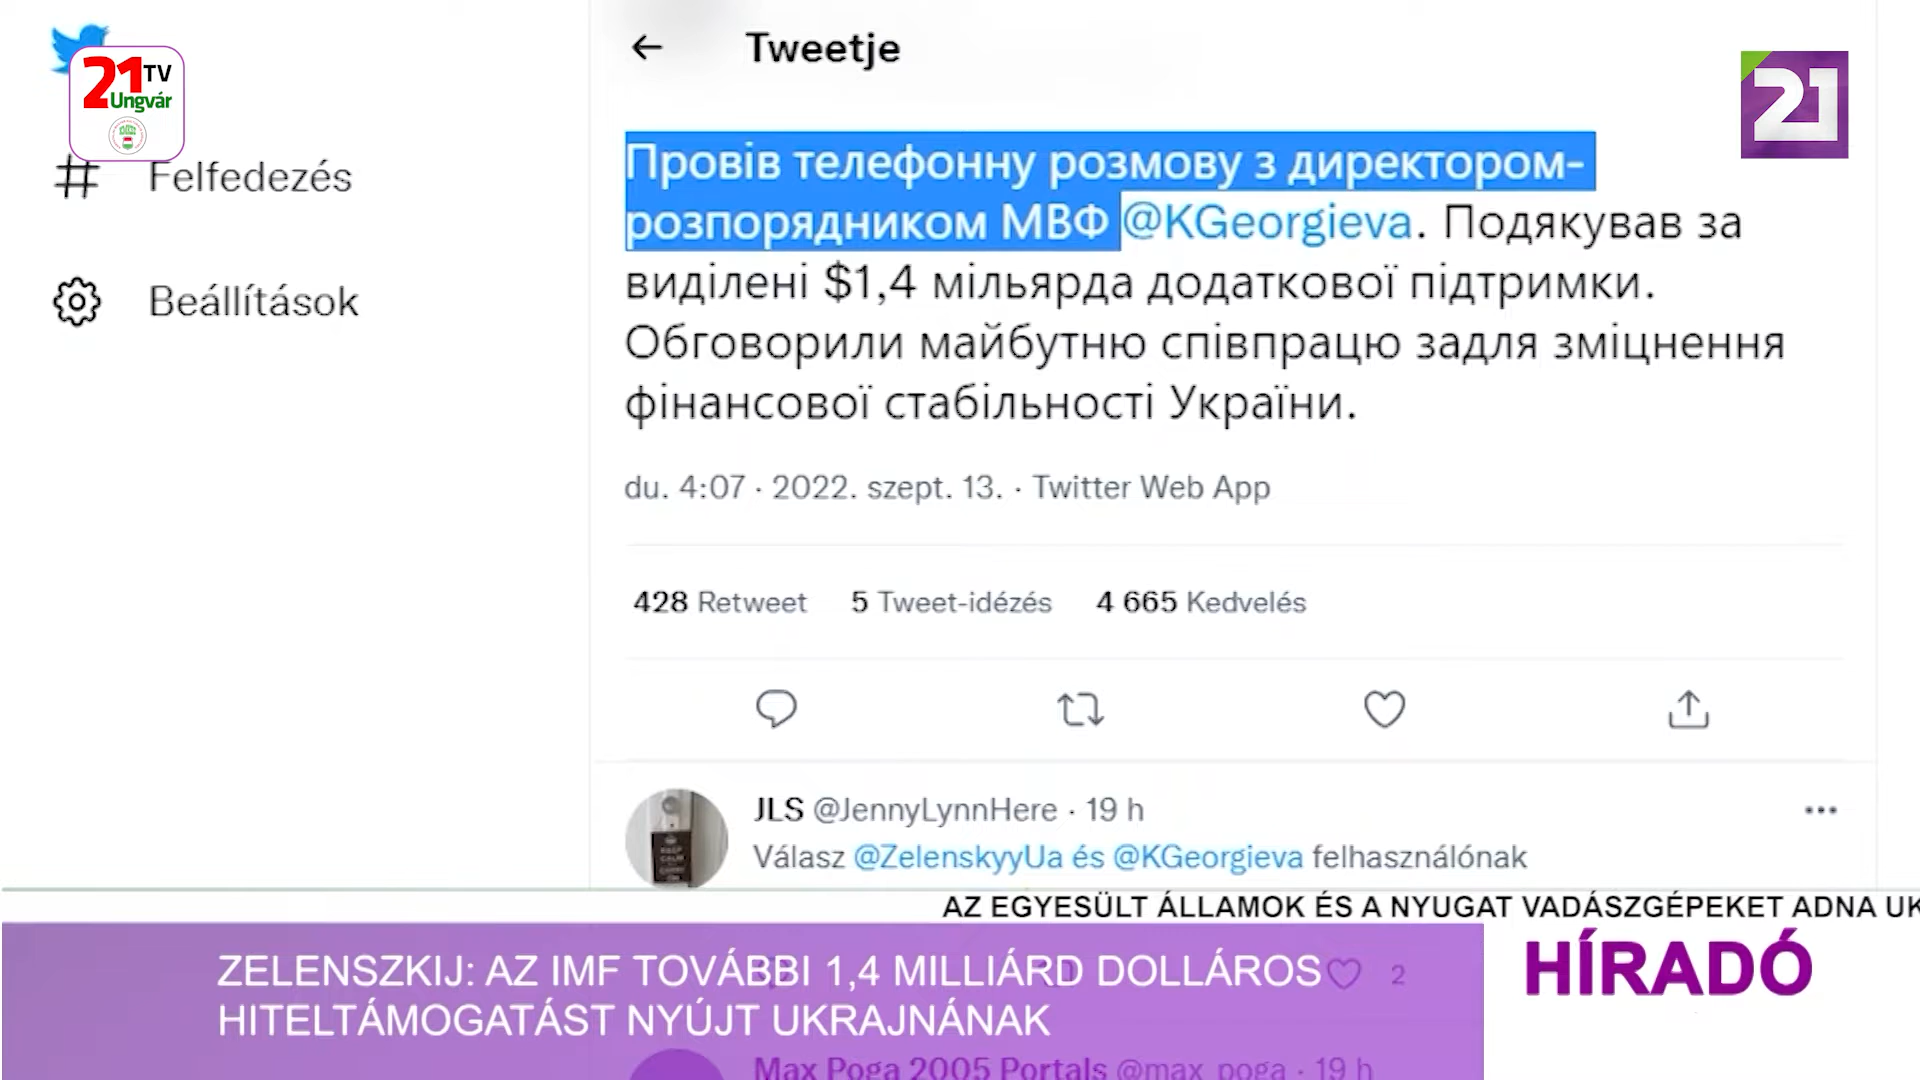 Tweetje
21 TV
Ungvár
21
Felfedezés
Beállítások
Провів телефонну розмову з директором-
розпорядником МВФ @KGeorgieva. Подякував за
виділені $1,4 мільярда додаткової підтримки.
Обговорили майбутню співпрацю задля зміцнення
фінансової стабільності України.
du. 4:07 · 2022. szept. 13. · Twitter Web App
428 Retweet 5 Tweet-idézés 4 665 Kedvelés
JLS @JennyLynnHere · 19 h
Válasz @ZelenskyyUa és @KGeorgieva felhasználónak
AZ EGYESÜLT ÁLLAMOK ÉS A NYUGAT VADÁSZGÉPEKET ADNA UK
ZELENSZKIJ: AZ IMF TOVÁBBI 1,4 MILLIÁRD DOLLÁROS
HITELTÁMOGATÁST NYÚJT UKRAJNÁNAK
2
HÍRADÓ
Max Poga 2005 Portals @max_poga · 19 h